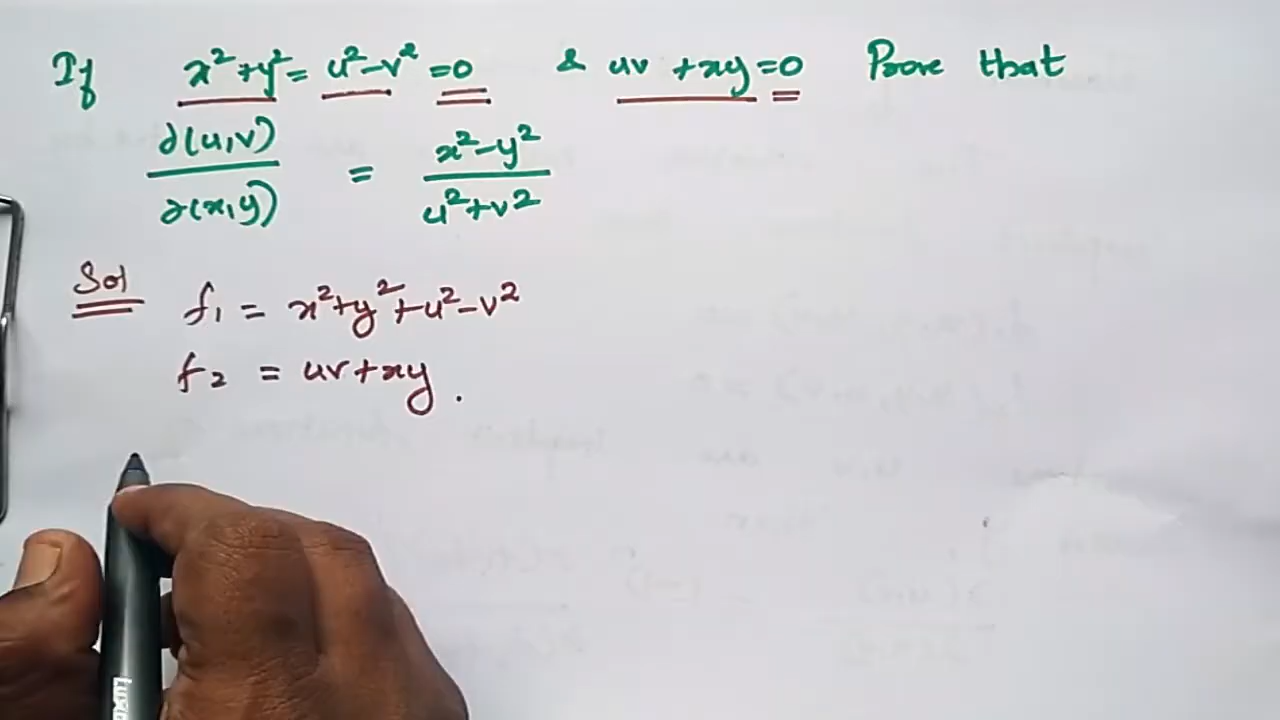 If x² + y² = u² - v² = 0 & uv + xy = 0 Prove that
∂(u,v) / ∂(x,y) = x² - y² / u² + v²
Sol f₁ = x² + y² + u² - v²
f₂ = uv + xy.